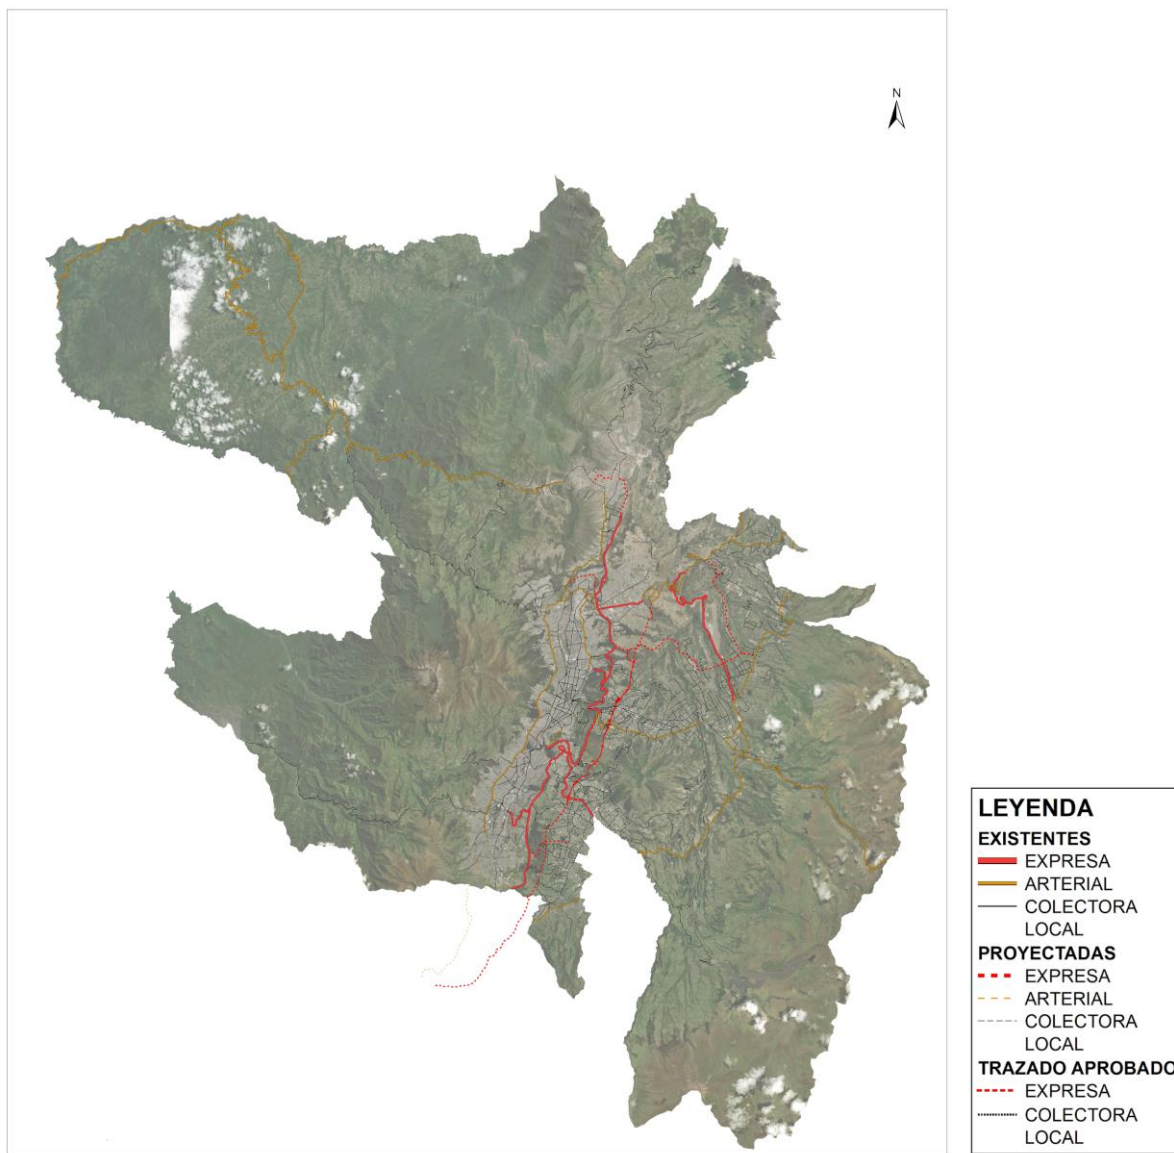 N
LEYENDA
EXISTENTES
EXPRESA
ARTERIAL
COLECTORA
LOCAL
PROYECTADAS
EXPRESA
ARTERIAL
COLECTORA
LOCAL
TRAZADO APROBADO
EXPRESA
COLECTORA
LOCAL